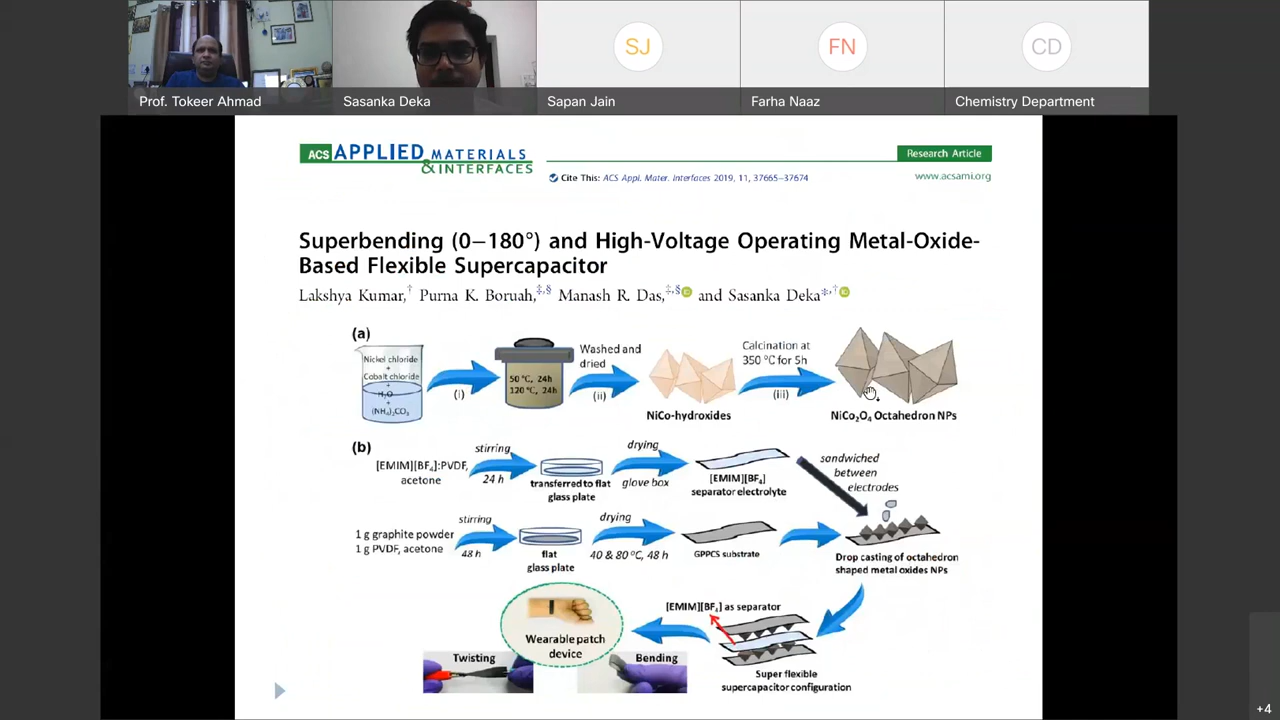 SJ
FN
CD
Prof. Tokeer Ahmad
Sasanka Deka
Sapan Jain
Farha Naaz
Chemistry Department
ACS APPLIED MATERIALS
& INTERFACES
Research Article
Cite This: ACS Appl. Mater. Interfaces 2019, 11, 37665−37674
www.acsami.org
Superbending (0−180°) and High-Voltage Operating Metal-Oxide-
Based Flexible Supercapacitor
Lakshya Kumar,† Purna K. Boruah,‡,§ Manash R. Das,‡,§ and Sasanka Deka*,†
(a)
Nickel chloride
+
Cobalt chloride
+
H₂O
+
(NH₄)₂CO₃
(i)
50 °C, 24h
120 °C, 24h
Washed and
dried
(ii)
NiCo-hydroxides
Calcination at
350 °C for 5h
(iii)
NiCo₂O₄ Octahedron NPs
(b)
[EMIM][BF₄]:PVDF,
acetone
stirring
24 h
transferred to flat
glass plate
drying
glove box
[EMIM][BF₄]
separator electrolyte
sandwiched
between
electrodes
1 g graphite powder
1 g PVDF, acetone
stirring
48 h
flat
glass plate
drying
40 & 80 °C, 48 h
GPPCS substrate
Drop casting of octahedron
shaped metal oxides NPs
[EMIM][BF₄] as separator
Super flexible
supercapacitor configuration
Wearable patch
device
Twisting
Bending
+4